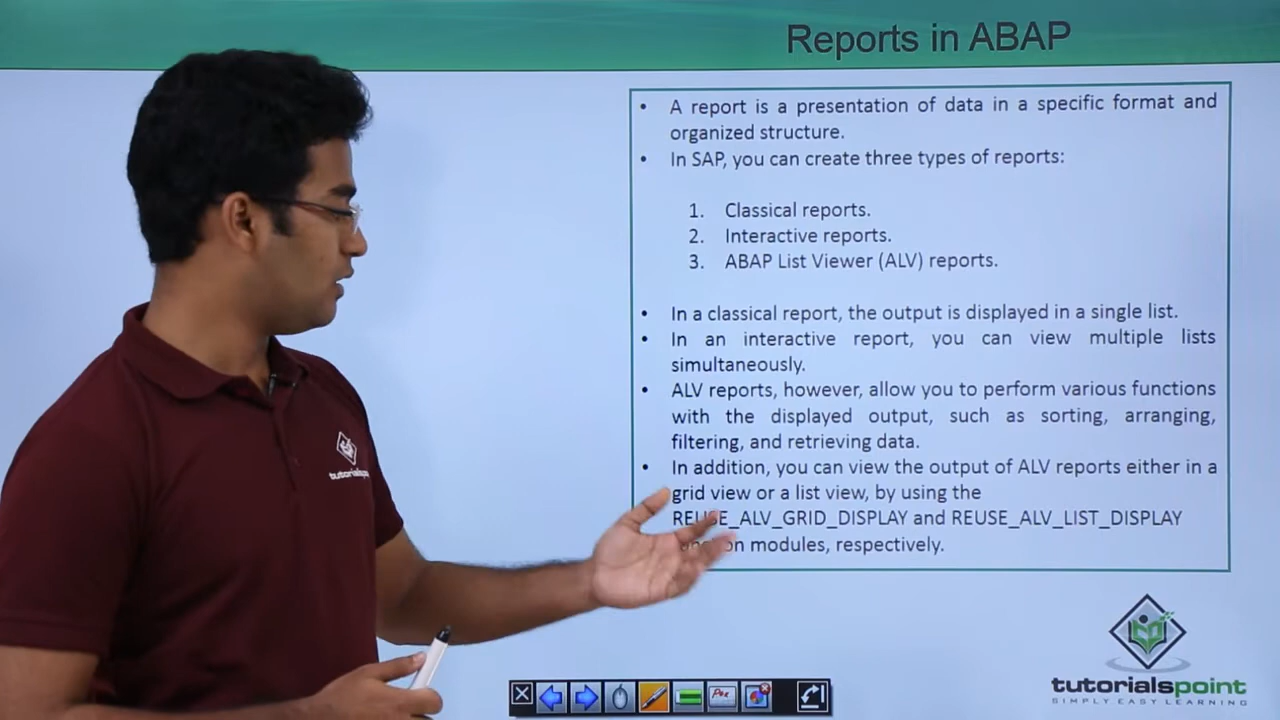 Reports in ABAP
• A report is a presentation of data in a specific format and
organized structure.
• In SAP, you can create three types of reports:
1. Classical reports.
2. Interactive reports.
3. ABAP List Viewer (ALV) reports.
• In a classical report, the output is displayed in a single list.
• In an interactive report, you can view multiple lists
simultaneously.
• ALV reports, however, allow you to perform various functions
with the displayed output, such as sorting, arranging,
filtering, and retrieving data.
• In addition, you can view the output of ALV reports either in a
grid view or a list view, by using the
REUSE_ALV_GRID_DISPLAY and REUSE_ALV_LIST_DISPLAY
modules, respectively.
tutorialspoint
SIMPLY EASY LEARNING